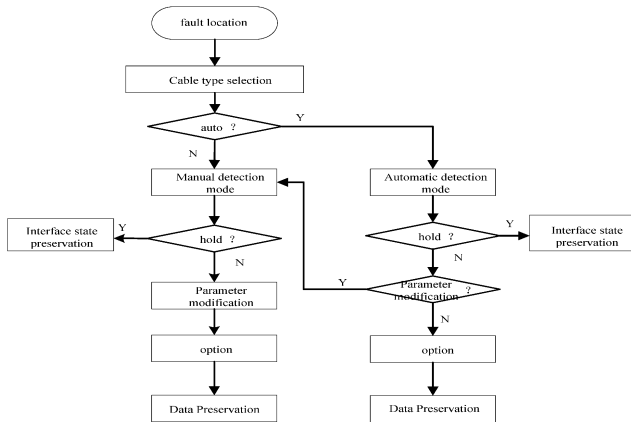 fault location
Cable type selection
auto ?
Y
N
Manual detection
mode
Automatic detection
mode
Interface state
preservation
Y
hold ?
hold ?
Y
Interface state
preservation
N
N
Parameter
modification
Y
Parameter
modification ?
N
option
option
Data Preservation
Data Preservation